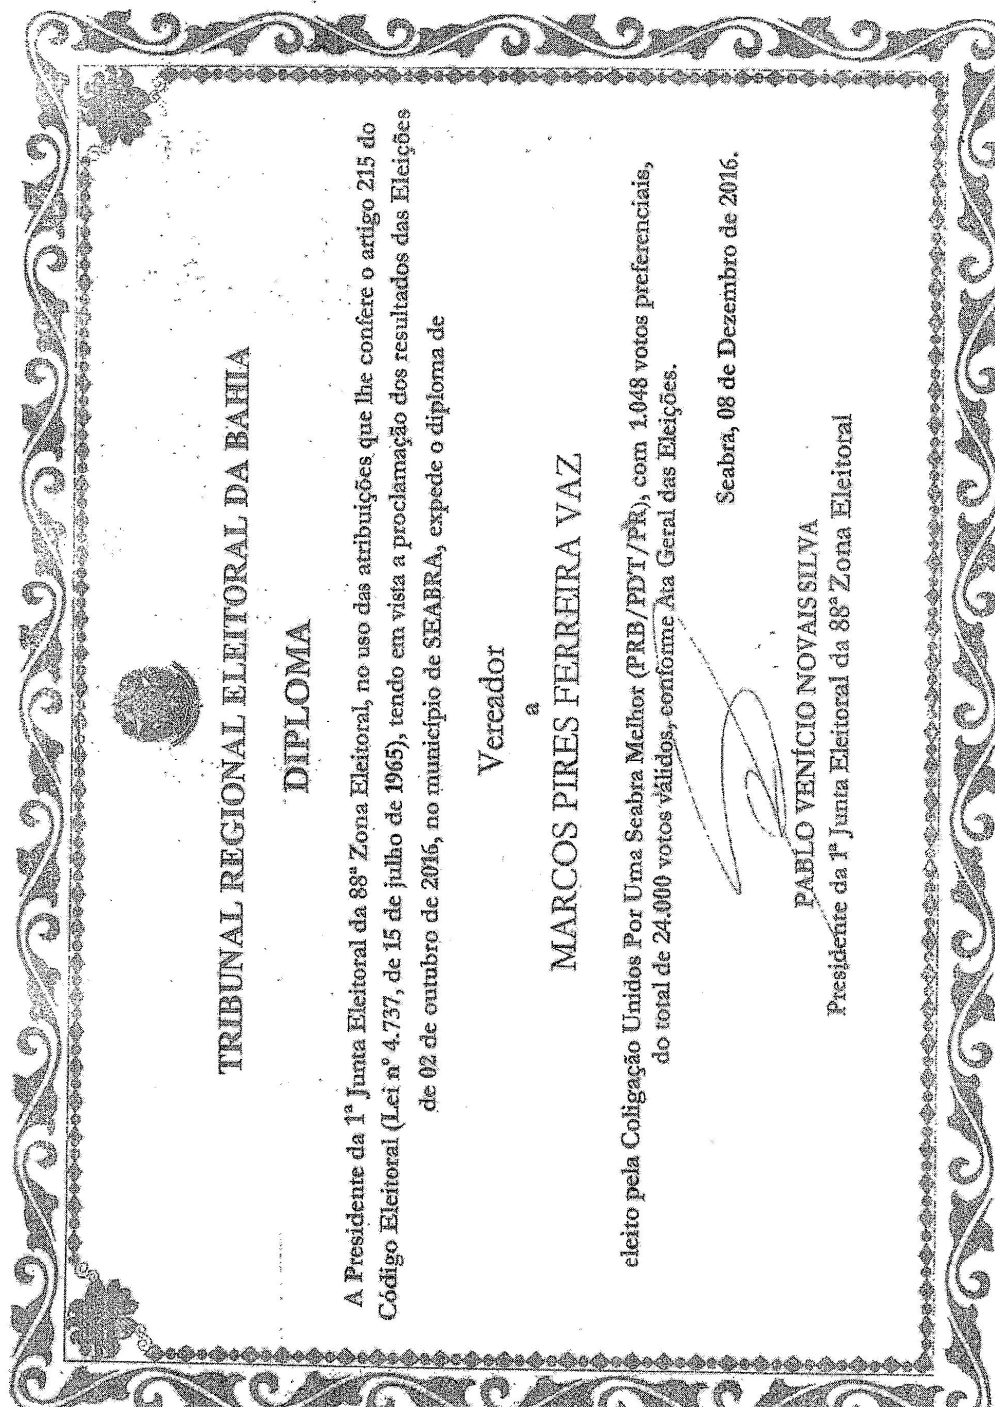 TRIBUNAL REGIONAL ELEITORAL DA BAHIA
DIPLOMA
A Presidente da 1ª Junta Eleitoral da 88ª Zona Eleitoral, no uso das atribuições que lhe confere o artigo 215 do
Código Eleitoral (Lei nº 4.737, de 15 de julho de 1965), tendo em vista a proclamação dos resultados das Eleições
de 02 de outubro de 2016, no município de SEABRA, expede o diploma de
Vereador
a
MARCOS PIRES FERREIRA VAZ
eleito pela Coligação Unidos Por Uma Seabra Melhor (PRB/PDT/PR), com 1.048 votos preferenciais,
do total de 24.000 votos válidos, conforme Ata Geral das Eleições.
Seabra, 08 de Dezembro de 2016.
PABLO VENÍCIO NOVAIS SILVA
Presidente da 1ª Junta Eleitoral da 88ª Zona Eleitoral